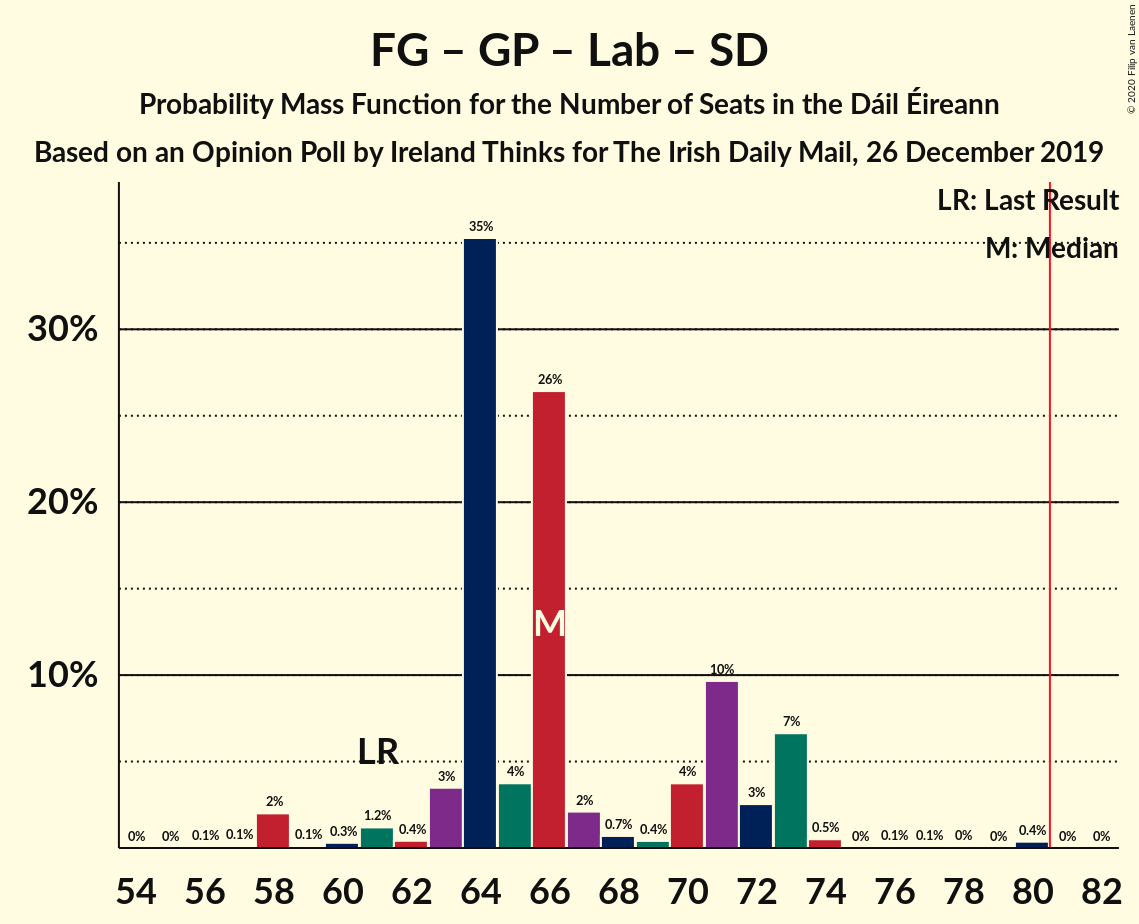 FG – GP – Lab – SD
Probability Mass Function for the Number of Seats in the Dáil Éireann
Based on an Opinion Poll by Ireland Thinks for The Irish Daily Mail, 26 December 2019
© 2020 Filip van Laenen
LR: Last Result
M: Median
30%
20%
10%
0% 0% 0.1% 0.1% 2% 0.1% 0.3% 1.2% 0.4% 3% 35% 4% 26% 2% 0.7% 0.4% 4% 10% 3% 7% 0.5% 0% 0.1% 0.1% 0% 0% 0.4% 0% 0%
LR
M
54 56 58 60 62 64 66 68 70 72 74 76 78 80 82